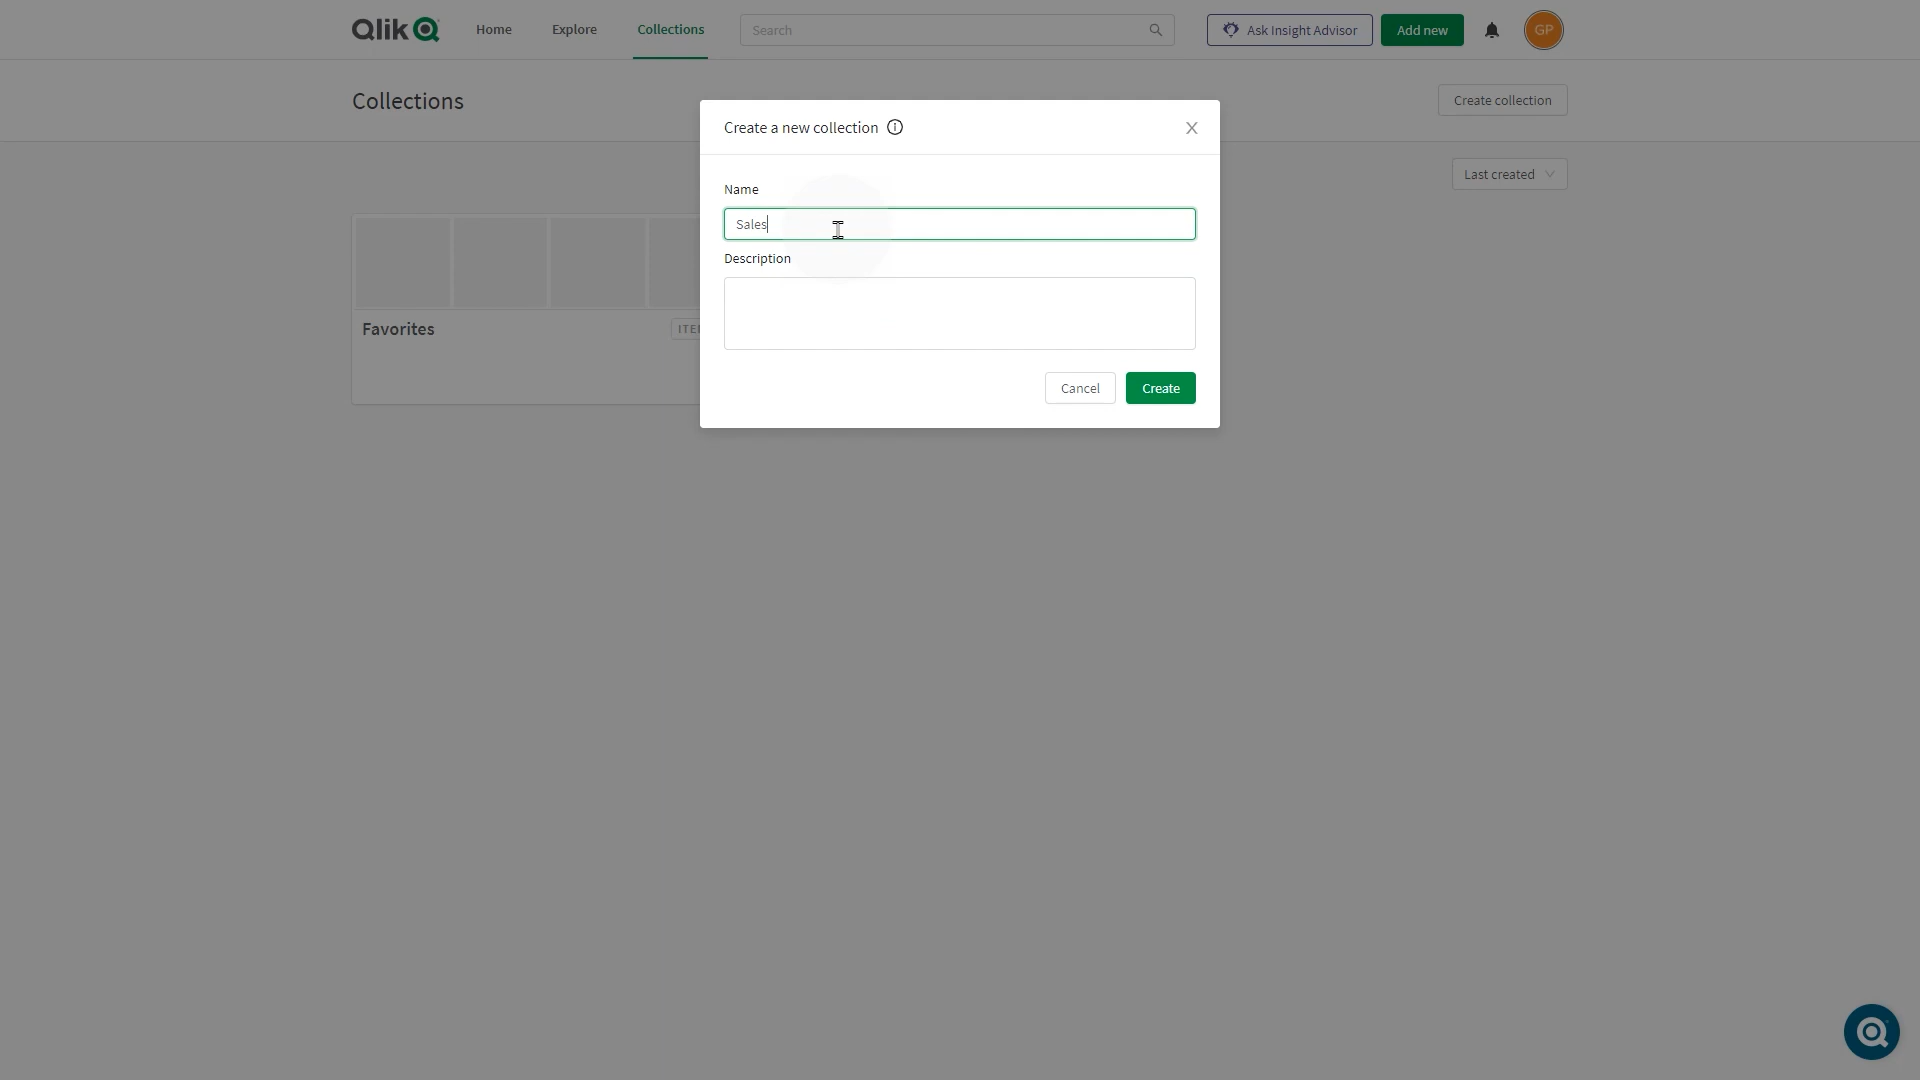 Qlik
Home
Explore
Collections
Search
Ask Insight Advisor
Add new
GP
Collections
Create collection
Create a new collection
Last created
Name
Sales
Description
Favorites
Cancel
Create